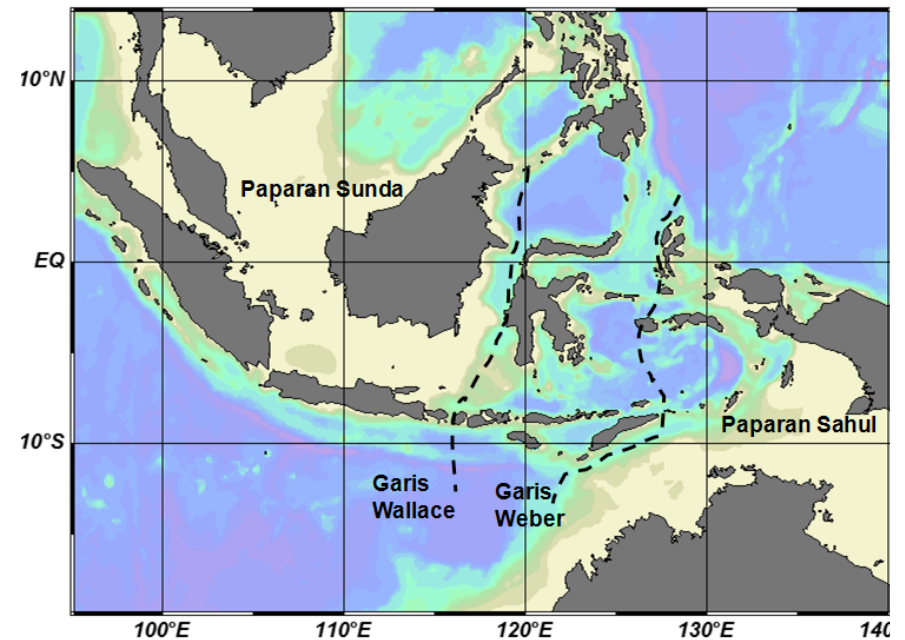 10°N
Paparan Sunda
EQ
10°S
Paparan Sahul
Garis
Wallace
Garis
Weber
100°E
110°E
120°E
130°E
140